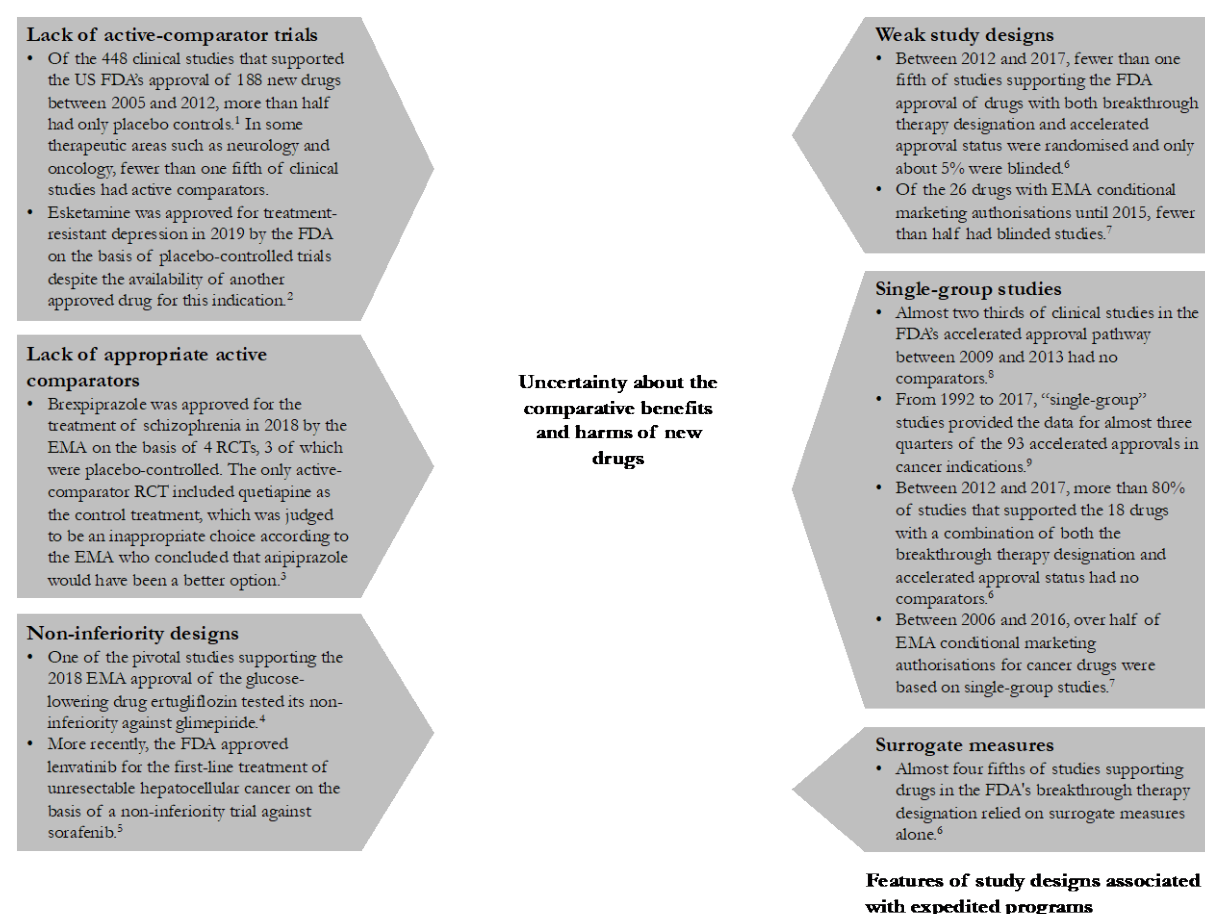 Lack of active-comparator trials
• Of the 448 clinical studies that supported
the US FDA's approval of 188 new drugs
between 2005 and 2012, more than half
had only placebo controls.1 In some
therapeutic areas such as neurology and
oncology, fewer than one fifth of clinical
studies had active comparators.
• Esketamine was approved for treatment-
resistant depression in 2019 by the FDA
on the basis of placebo-controlled trials
despite the availability of another
approved drug for this indication.2
Lack of appropriate active
comparators
• Brexpiprazole was approved for the
treatment of schizophrenia in 2018 by the
EMA on the basis of 4 RCTs, 3 of which
were placebo-controlled. The only active-
comparator RCT included quetiapine as
the control treatment, which was judged
to be an inappropriate choice according to
the EMA who concluded that aripiprazole
would have been a better option.3
Non-inferiority designs
• One of the pivotal studies supporting the
2018 EMA approval of the glucose-
lowering drug ertugliflozin tested its non-
inferiority against glimepiride.4
• More recently, the FDA approved
lenvatinib for the first-line treatment of
unresectable hepatocellular cancer on the
basis of a non-inferiority trial against
sorafenib.5
Uncertainty about the
comparative benefits
and harms of new
drugs
Weak study designs
• Between 2012 and 2017, fewer than one
fifth of studies supporting the FDA
approval of drugs with both breakthrough
therapy designation and accelerated
approval status were randomised and only
about 5% were blinded.6
• Of the 26 drugs with EMA conditional
marketing authorisations until 2015, fewer
than half had blinded studies.7
Single-group studies
• Almost two thirds of clinical studies in the
FDA's accelerated approval pathway
between 2009 and 2013 had no
comparators.8
• From 1992 to 2017, “single-group”
studies provided the data for almost three
quarters of the 93 accelerated approvals in
cancer indications.9
• Between 2012 and 2017, more than 80%
of studies that supported the 18 drugs
with a combination of both the
breakthrough therapy designation and
accelerated approval status had no
comparators.6
• Between 2006 and 2016, over half of
EMA conditional marketing
authorisations for cancer drugs were
based on single-group studies.7
Surrogate measures
• Almost four fifths of studies supporting
drugs in the FDA's breakthrough therapy
designation relied on surrogate measures
alone.6
Features of study designs associated
with expedited programs